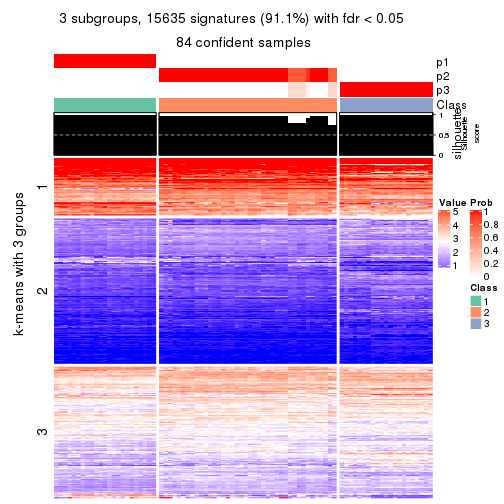 3 subgroups, 15635 signatures (91.1%) with fdr < 0.05
84 confident samples
p1
p2
p3
Class
silhouette
Silhouette
score
1
0.5
0
k-means with 3 groups
1
2
3
Value
5
4
3
2
1
Prob
1
0.8
0.6
0.4
0.2
0
Class
1
2
3